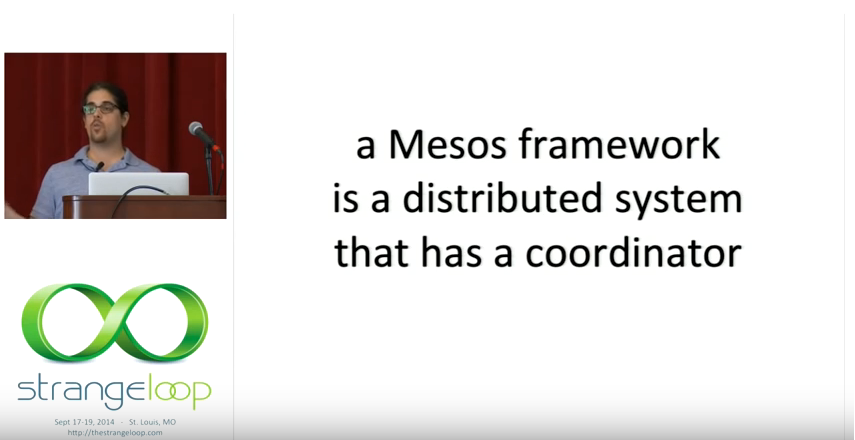 a Mesos framework
is a distributed system
that has a coordinator
strangeloop
Sept 17-19, 2014 - St. Louis, MO
http://thestrangeloop.com